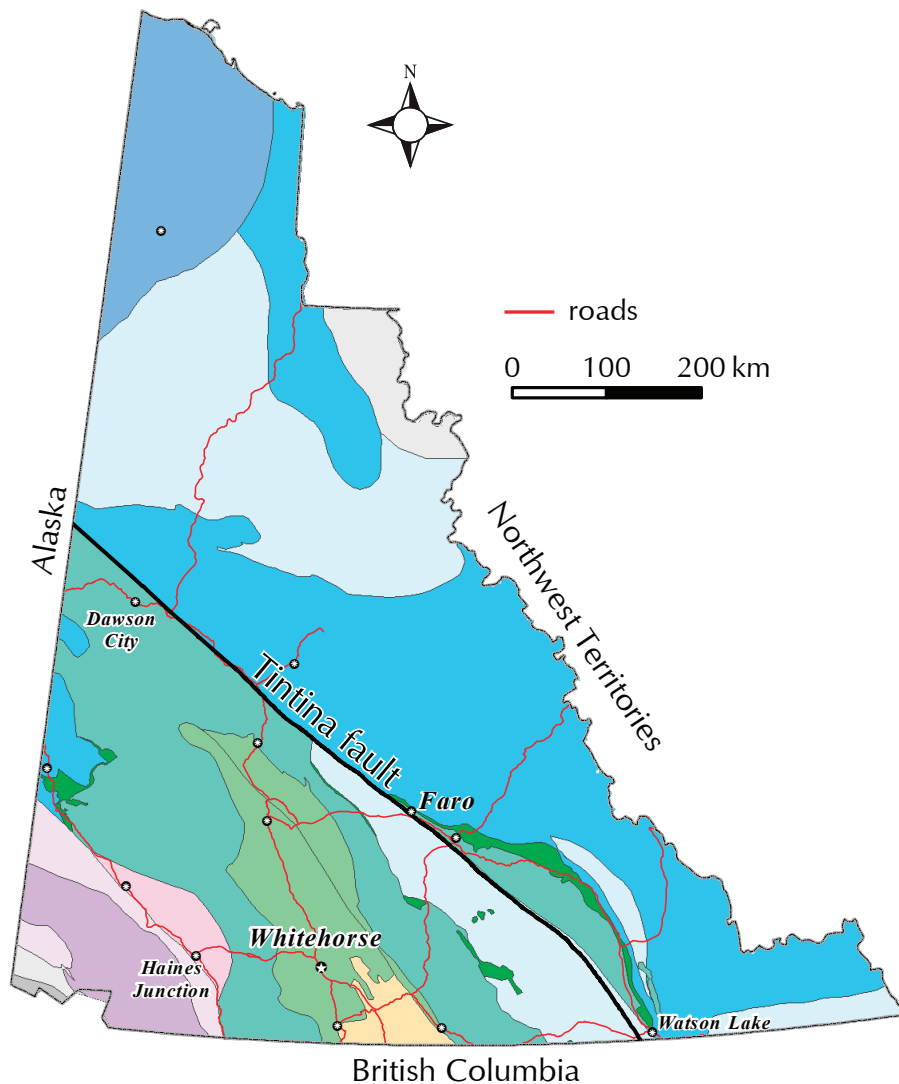 N
roads
0 100 200 km
Alaska
Northwest Territories
Dawson
City
Tintina fault
Faro
Whitehorse
Haines
Junction
Watson Lake
British Columbia